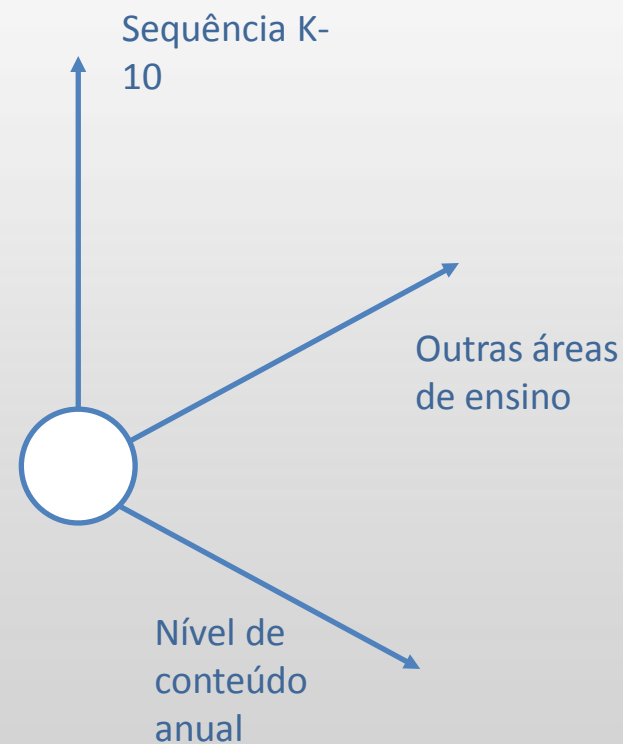 Sequência K-
10
Outras áreas
de ensino
Nível de
conteúdo
anual